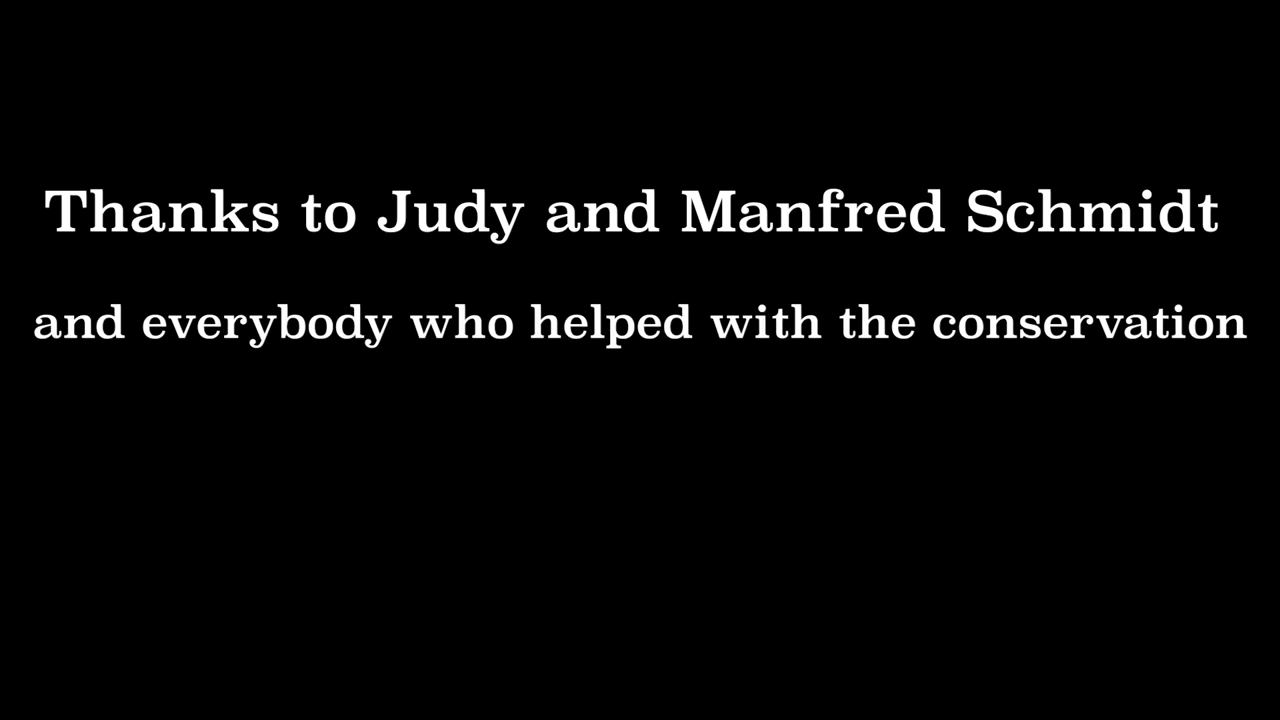 Thanks to Judy and Manfred Schmidt
and everybody who helped with the conservation